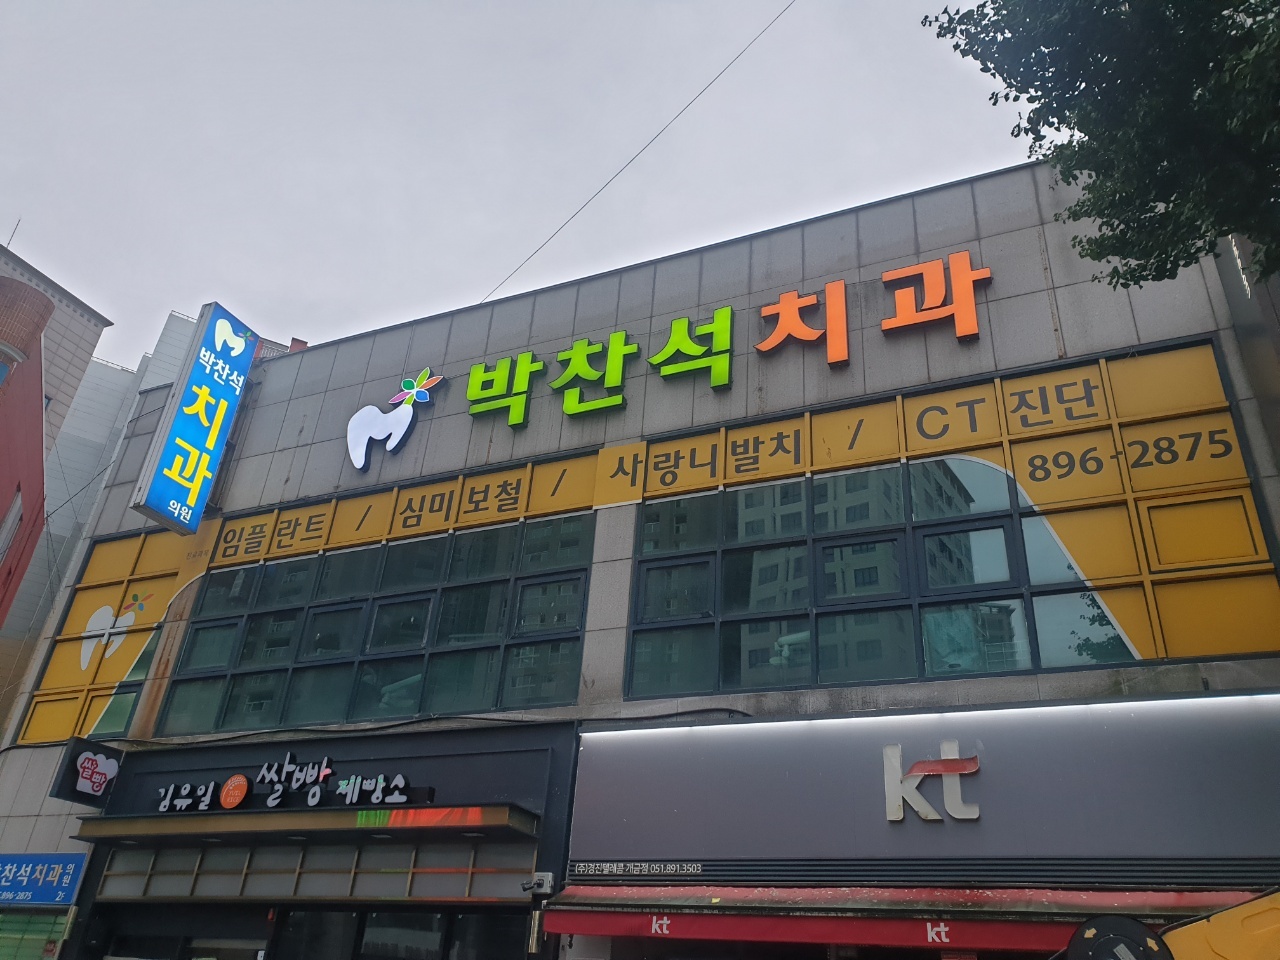 박찬석치과
박찬석
치과
의원
임플란트 / 심미보철 / 사랑니발치 / CT 진단
896-2875
쌀빵
김유일 쌀빵 제빵소
kt
(주)경진텔레콤 개금점 051.891.3503
kt
kt
찬석치과의원
896-2875
2F